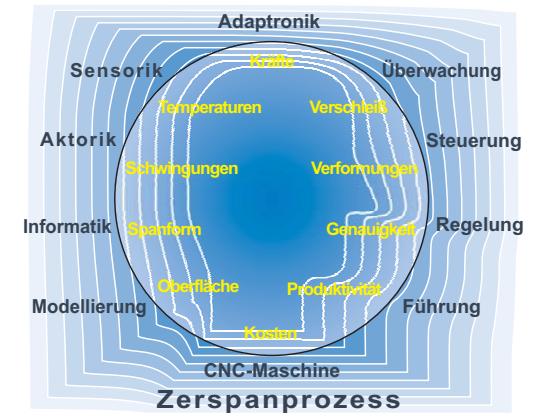 Adaptronik
Kräfte
Sensorik
Überwachung
Temperaturen
Verschleiß
Aktorik
Steuerung
Schwingungen
Verformungen
Informatik
Spanform
Genauigkeit
Regelung
Oberfläche
Produktivität
Modellierung
Führung
Kosten
CNC-Maschine
Zerspanprozess